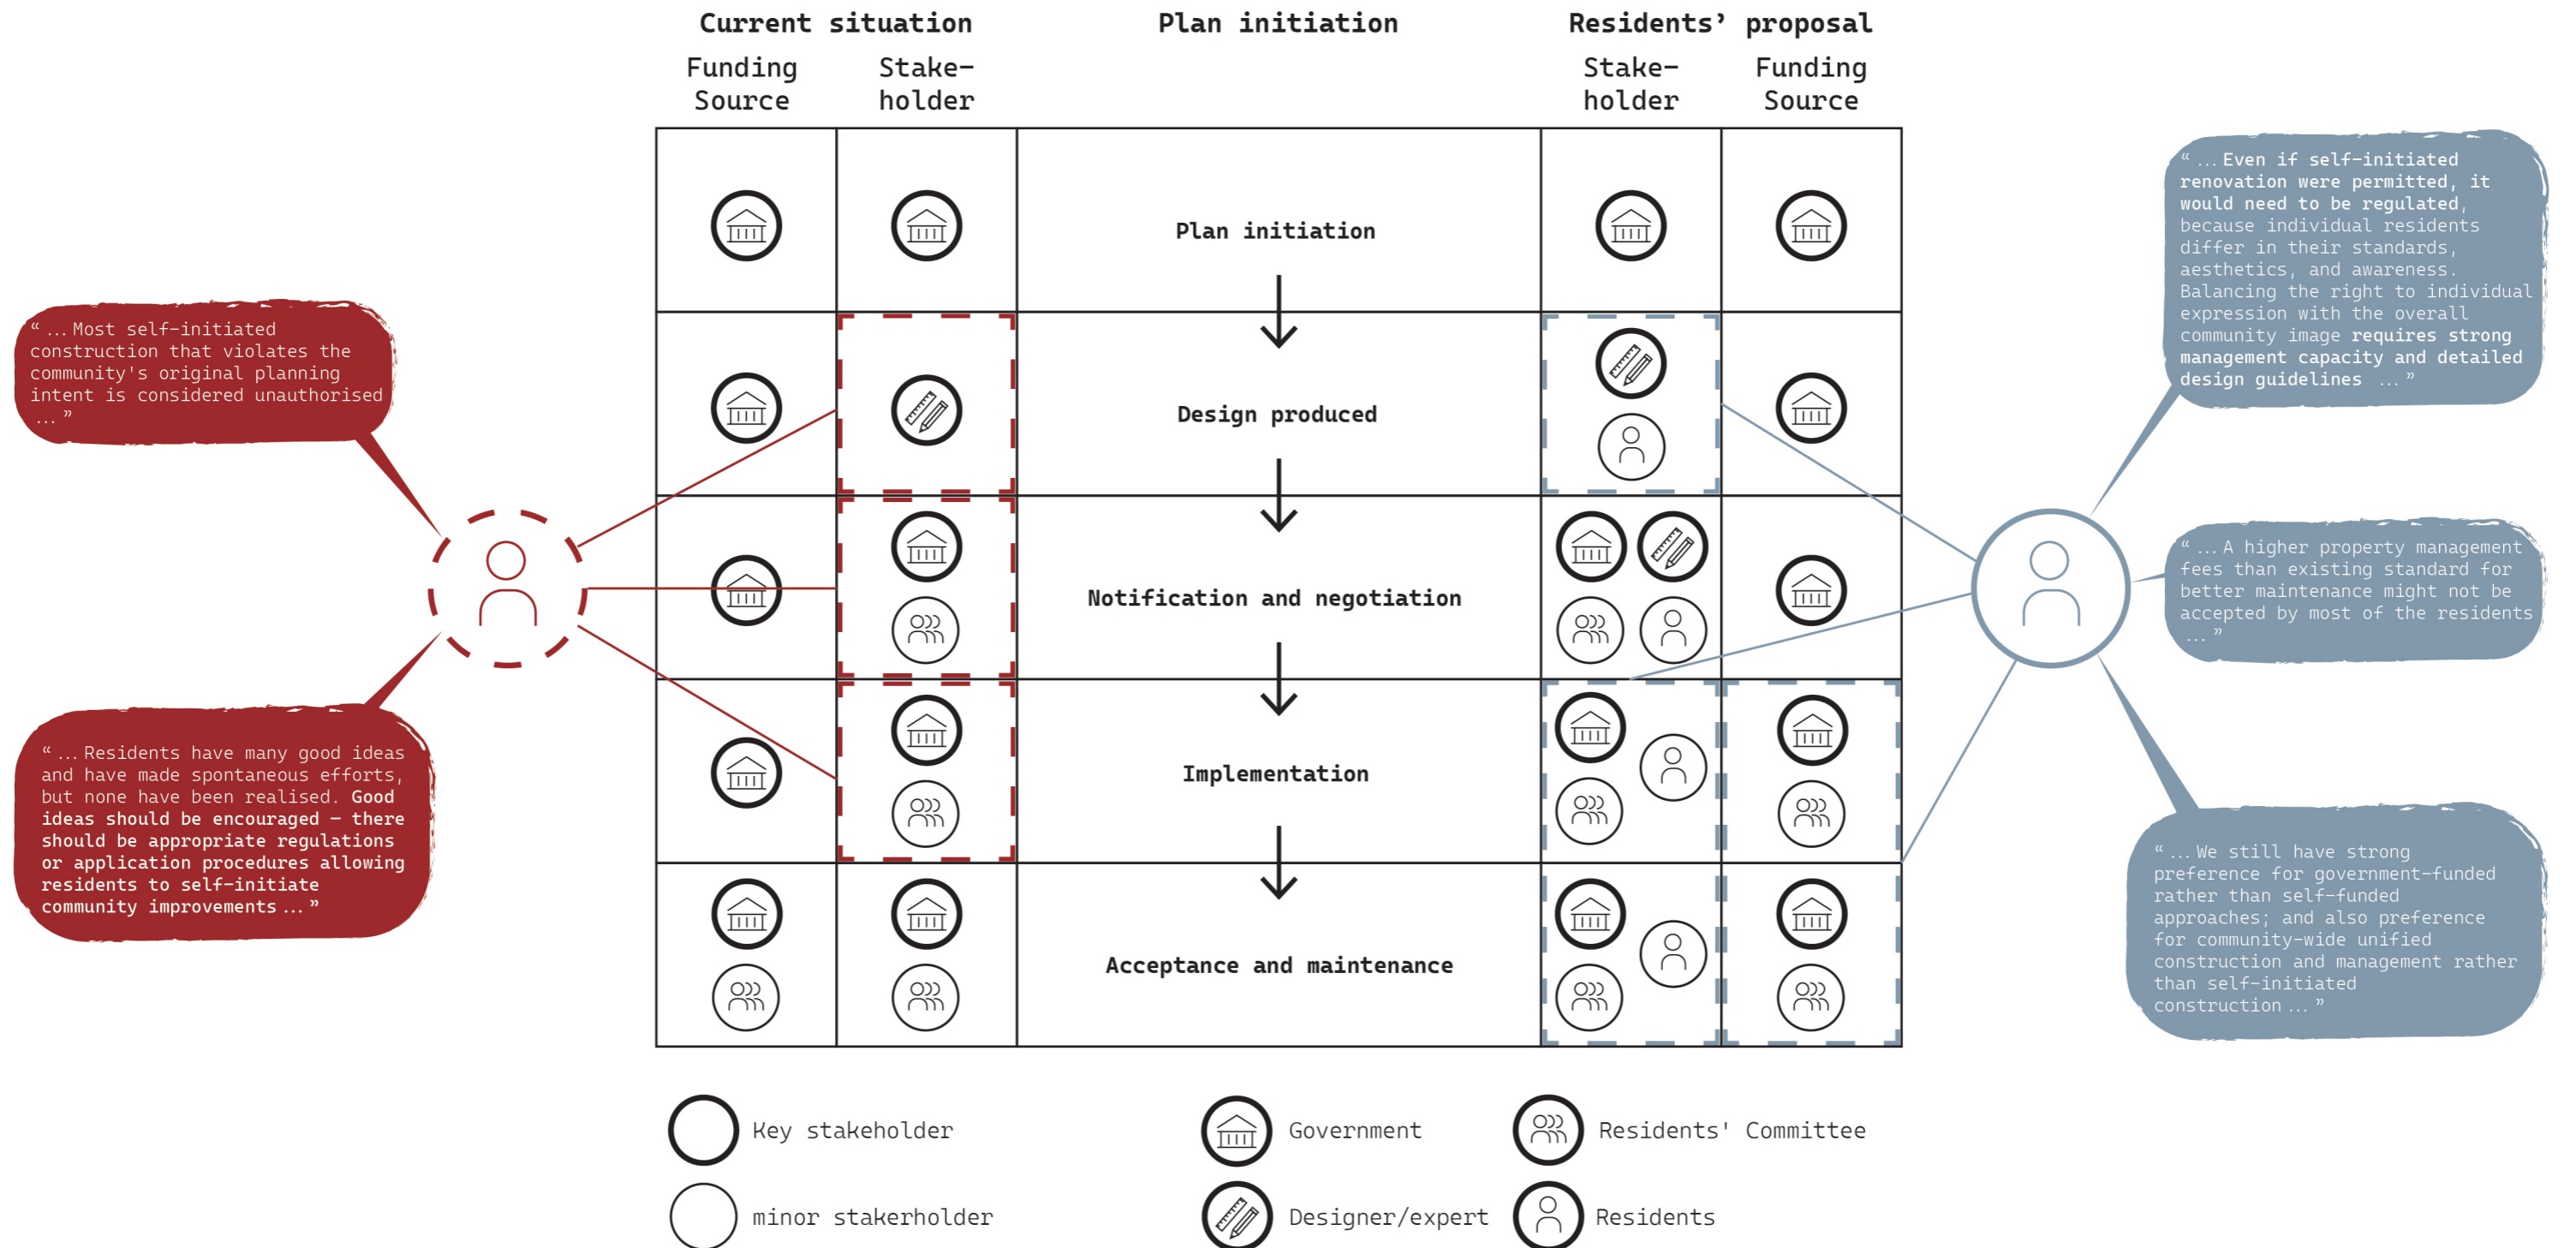 Current situation
Plan initiation
Residents’ proposal
Funding
Source
Stake-
holder
Stake-
holder
Funding
Source
Plan initiation
Design produced
Notification and negotiation
Implementation
Acceptance and maintenance
“ ... Most self-initiated
construction that violates the
community's original planning
intent is considered unauthorised
... ”
“ ... Residents have many good ideas
and have made spontaneous efforts,
but none have been realised. Good
ideas should be encouraged – there
should be appropriate regulations
or application procedures allowing
residents to self-initiate
community improvements ... ”
“ ... Even if self-initiated
renovation were permitted, it
would need to be regulated,
because individual residents
differ in their standards,
aesthetics, and awareness.
Balancing the right to individual
expression with the overall
community image requires strong
management capacity and detailed
design guidelines ... ”
“ ... A higher property management
fees than existing standard for
better maintenance might not be
accepted by most of the residents
... ”
“ ... We still have strong
preference for government-funded
rather than self-funded
approaches; and also preference
for community-wide unified
construction and management rather
than self-initiated
construction ... ”
Key stakeholder
Government
Residents' Committee
minor stakerholder
Designer/expert
Residents